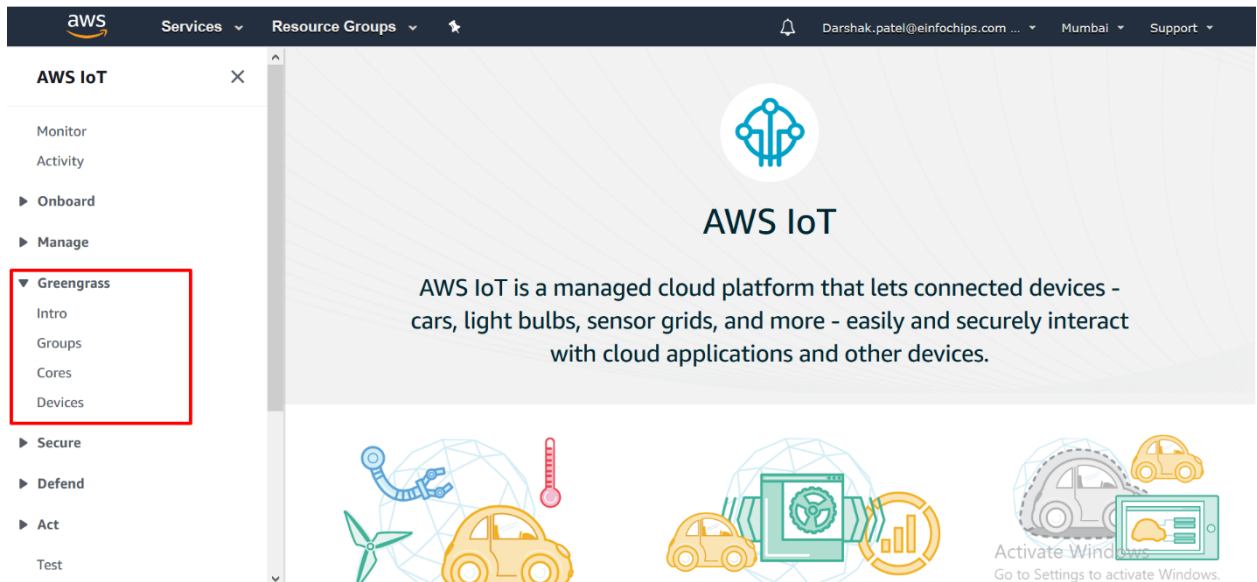 aws Services Resource Groups Darshak.patel@einfochips.com ... Mumbai Support
AWS IoT
Monitor
Activity
Onboard
Manage
Greengrass
Intro
Groups
Cores
Devices
Secure
Defend
Act
Test
AWS IoT
AWS IoT is a managed cloud platform that lets connected devices -
cars, light bulbs, sensor grids, and more - easily and securely interact
with cloud applications and other devices.
Activate Windows
Go to Settings to activate Windows.